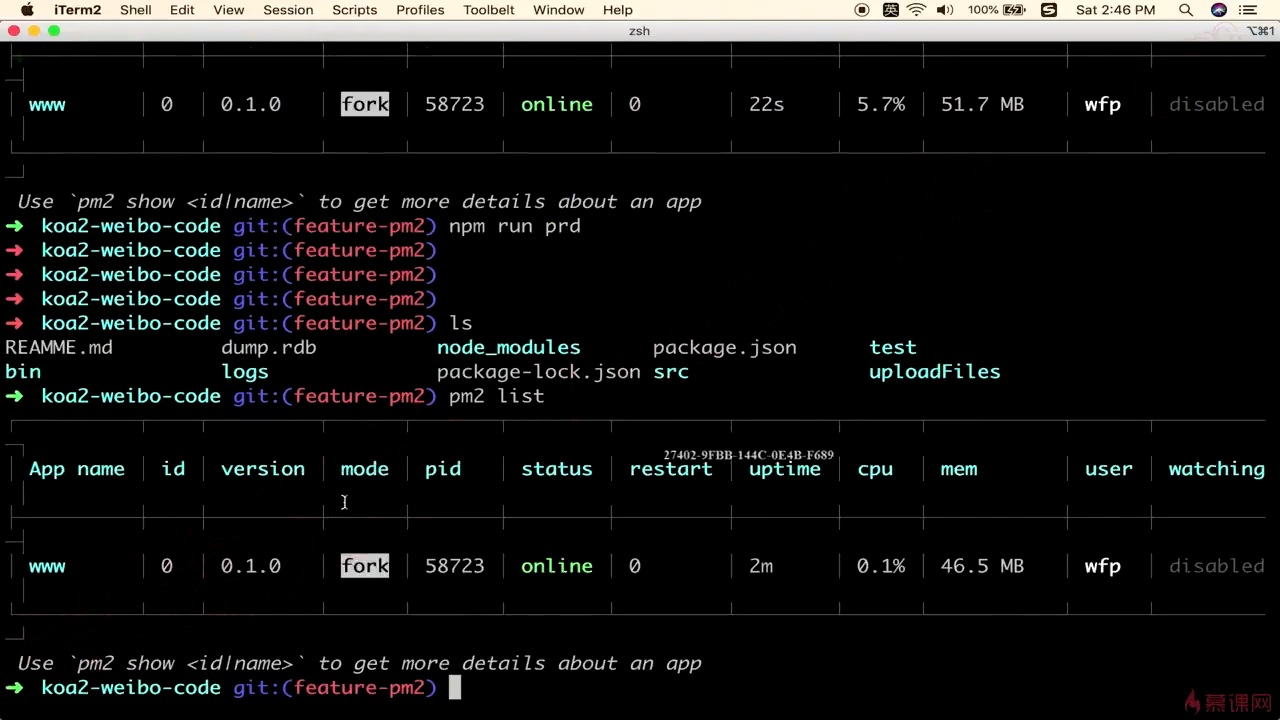 iTerm2 Shell Edit View Session Scripts Profiles Toolbelt Window Help 英 100% S Sat 2:46 PM
zsh ⌥⌘1
www 0 0.1.0 fork 58723 online 0 22s 5.7% 51.7 MB wfp disabled
Use `pm2 show <id|name>` to get more details about an app
➜ koa2-weibo-code git:(feature-pm2) npm run prd
➜ koa2-weibo-code git:(feature-pm2)
➜ koa2-weibo-code git:(feature-pm2)
➜ koa2-weibo-code git:(feature-pm2)
➜ koa2-weibo-code git:(feature-pm2) ls
REAMME.md dump.rdb node_modules package.json test
bin logs package-lock.json src uploadFiles
➜ koa2-weibo-code git:(feature-pm2) pm2 list
27402-9FBB-144C-0E4B-F689
App name id version mode pid status restart uptime cpu mem user watching
www 0 0.1.0 fork 58723 online 0 2m 0.1% 46.5 MB wfp disabled
Use `pm2 show <id|name>` to get more details about an app
➜ koa2-weibo-code git:(feature-pm2)
慕课网